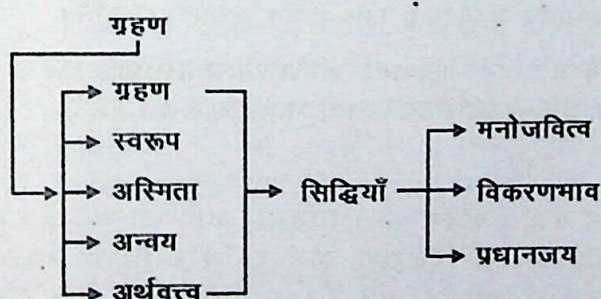 ग्रहण
ग्रहण
स्वरूप
अस्मिता
अन्वय
अर्थवत्त्व
सिद्धियाँ
मनोजवित्व
विकरणभाव
प्रधानजय